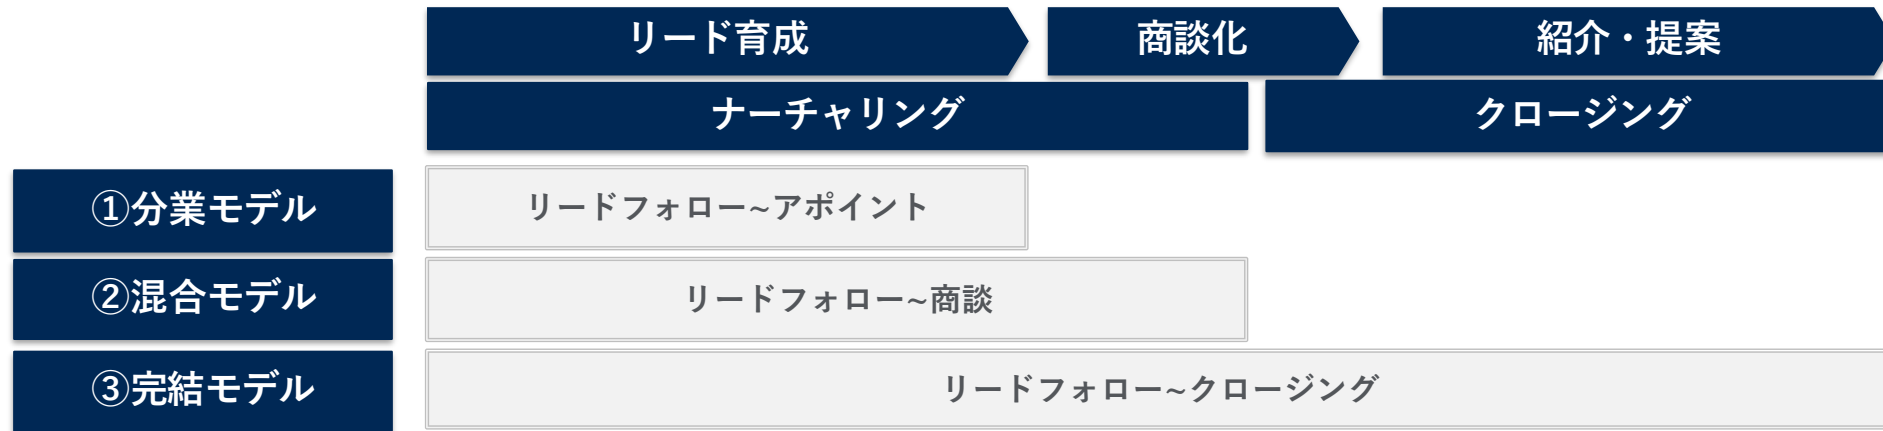 リード育成
商談化
紹介・提案
ナーチャリング
クロージング
①分業モデル
リードフォロー~アポイント
②混合モデル
リードフォロー~商談
③完結モデル
リードフォロー~クロージング